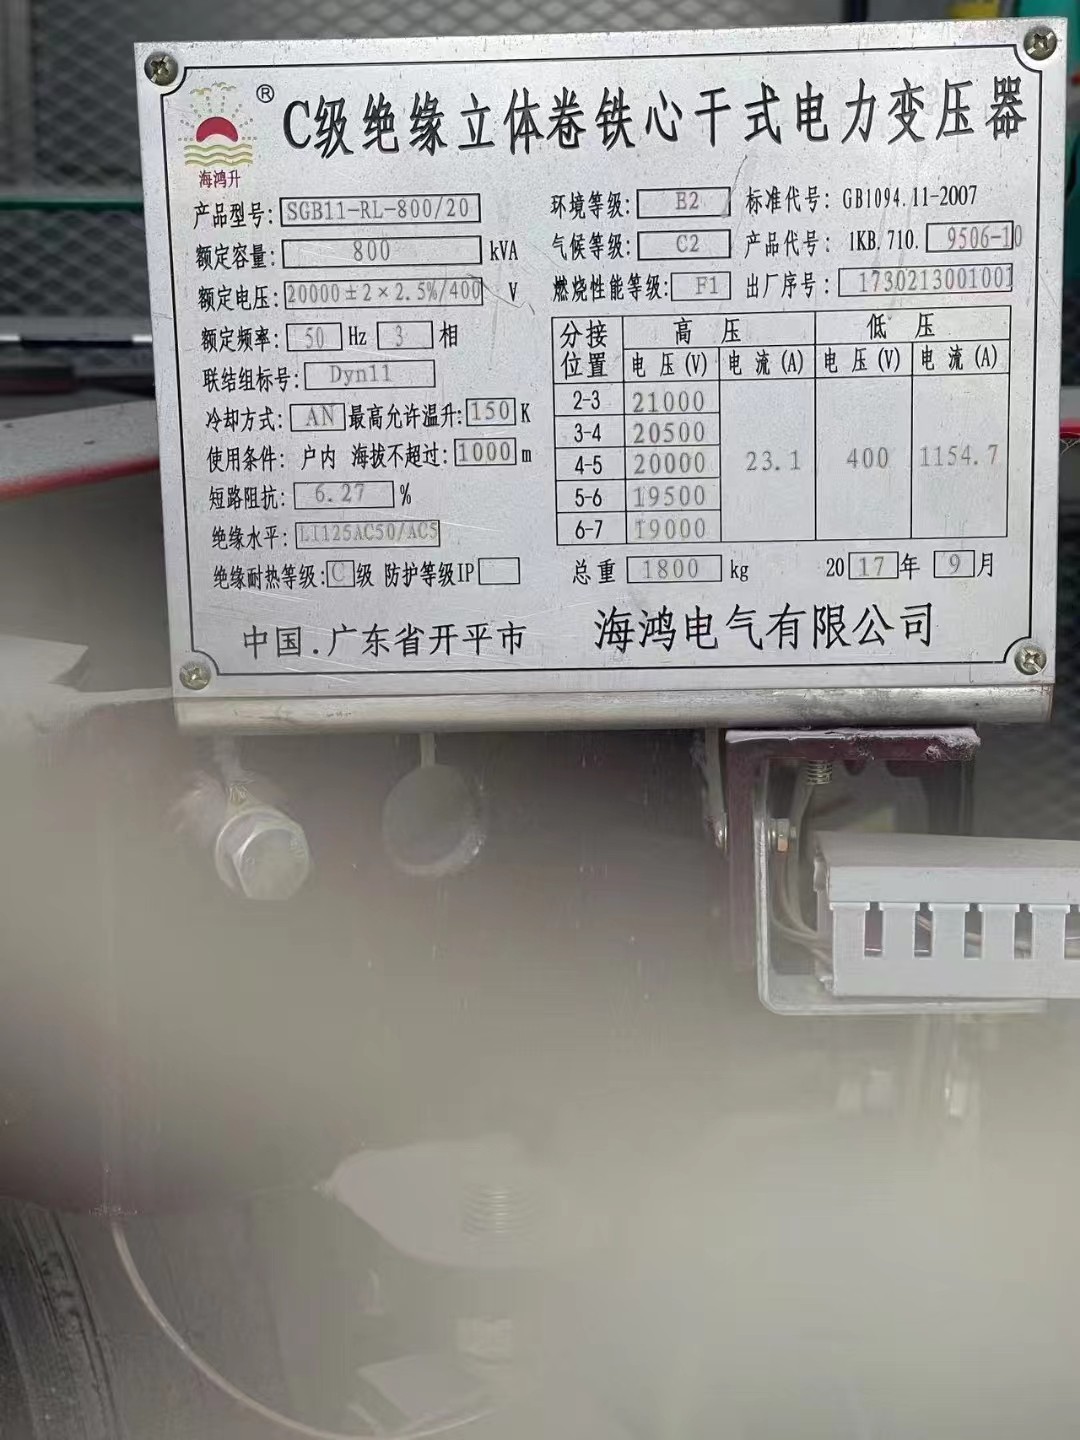 ® C级绝缘立体卷铁心干式电力变压器
海鸿升
产品型号: SGB11-RL-800/20 环境等级: E2 标准代号: GB1094.11-2007
额定容量: 800 kVA 气候等级: C2 产品代号: 1KB.710. 9506-10
额定电压: 20000±2×2.5%/400 V 燃烧性能等级: F1 出厂序号: 1730213001001
额定频率: 50 Hz 3 相
联结组标号: Dyn11
冷却方式: AN 最高允许温升: 150 K
使用条件: 户内 海拔不超过: 1000 m
短路阻抗: 6.27 %
绝缘水平: LI125AC50/AC5
绝缘耐热等级: C 级 防护等级IP
分接位置 高压 低压
电压(V) 电流(A) 电压(V) 电流(A)
2-3 21000
3-4 20500
4-5 20000 23.1 400 1154.7
5-6 19500
6-7 19000
总重 1800 kg 2017年 9月
中国.广东省开平市 海鸿电气有限公司